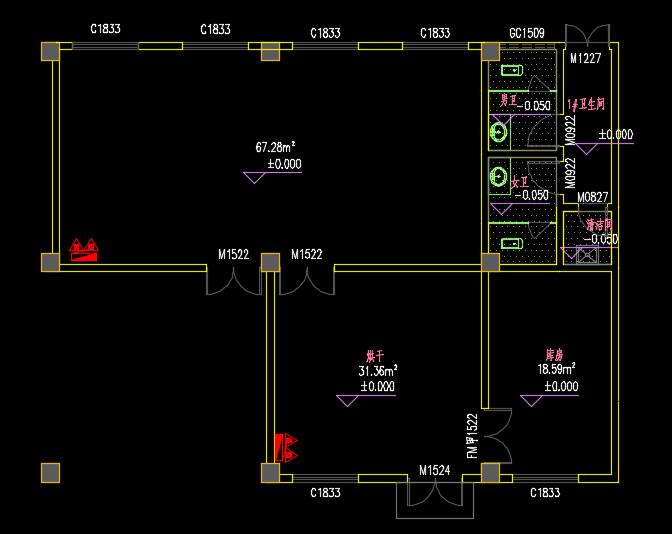 C1833
C1833
C1833
C1833
GC1509
M1227
男卫
-0.050
1#卫生间
M0922
±0.000
67.28m²
±0.000
M0922
女卫
-0.050
M0827
清洁间
-0.050
M1522
M1522
烘干
31.36m²
±0.000
库房
18.59m²
±0.000
FM甲1522
M1524
C1833
C1833